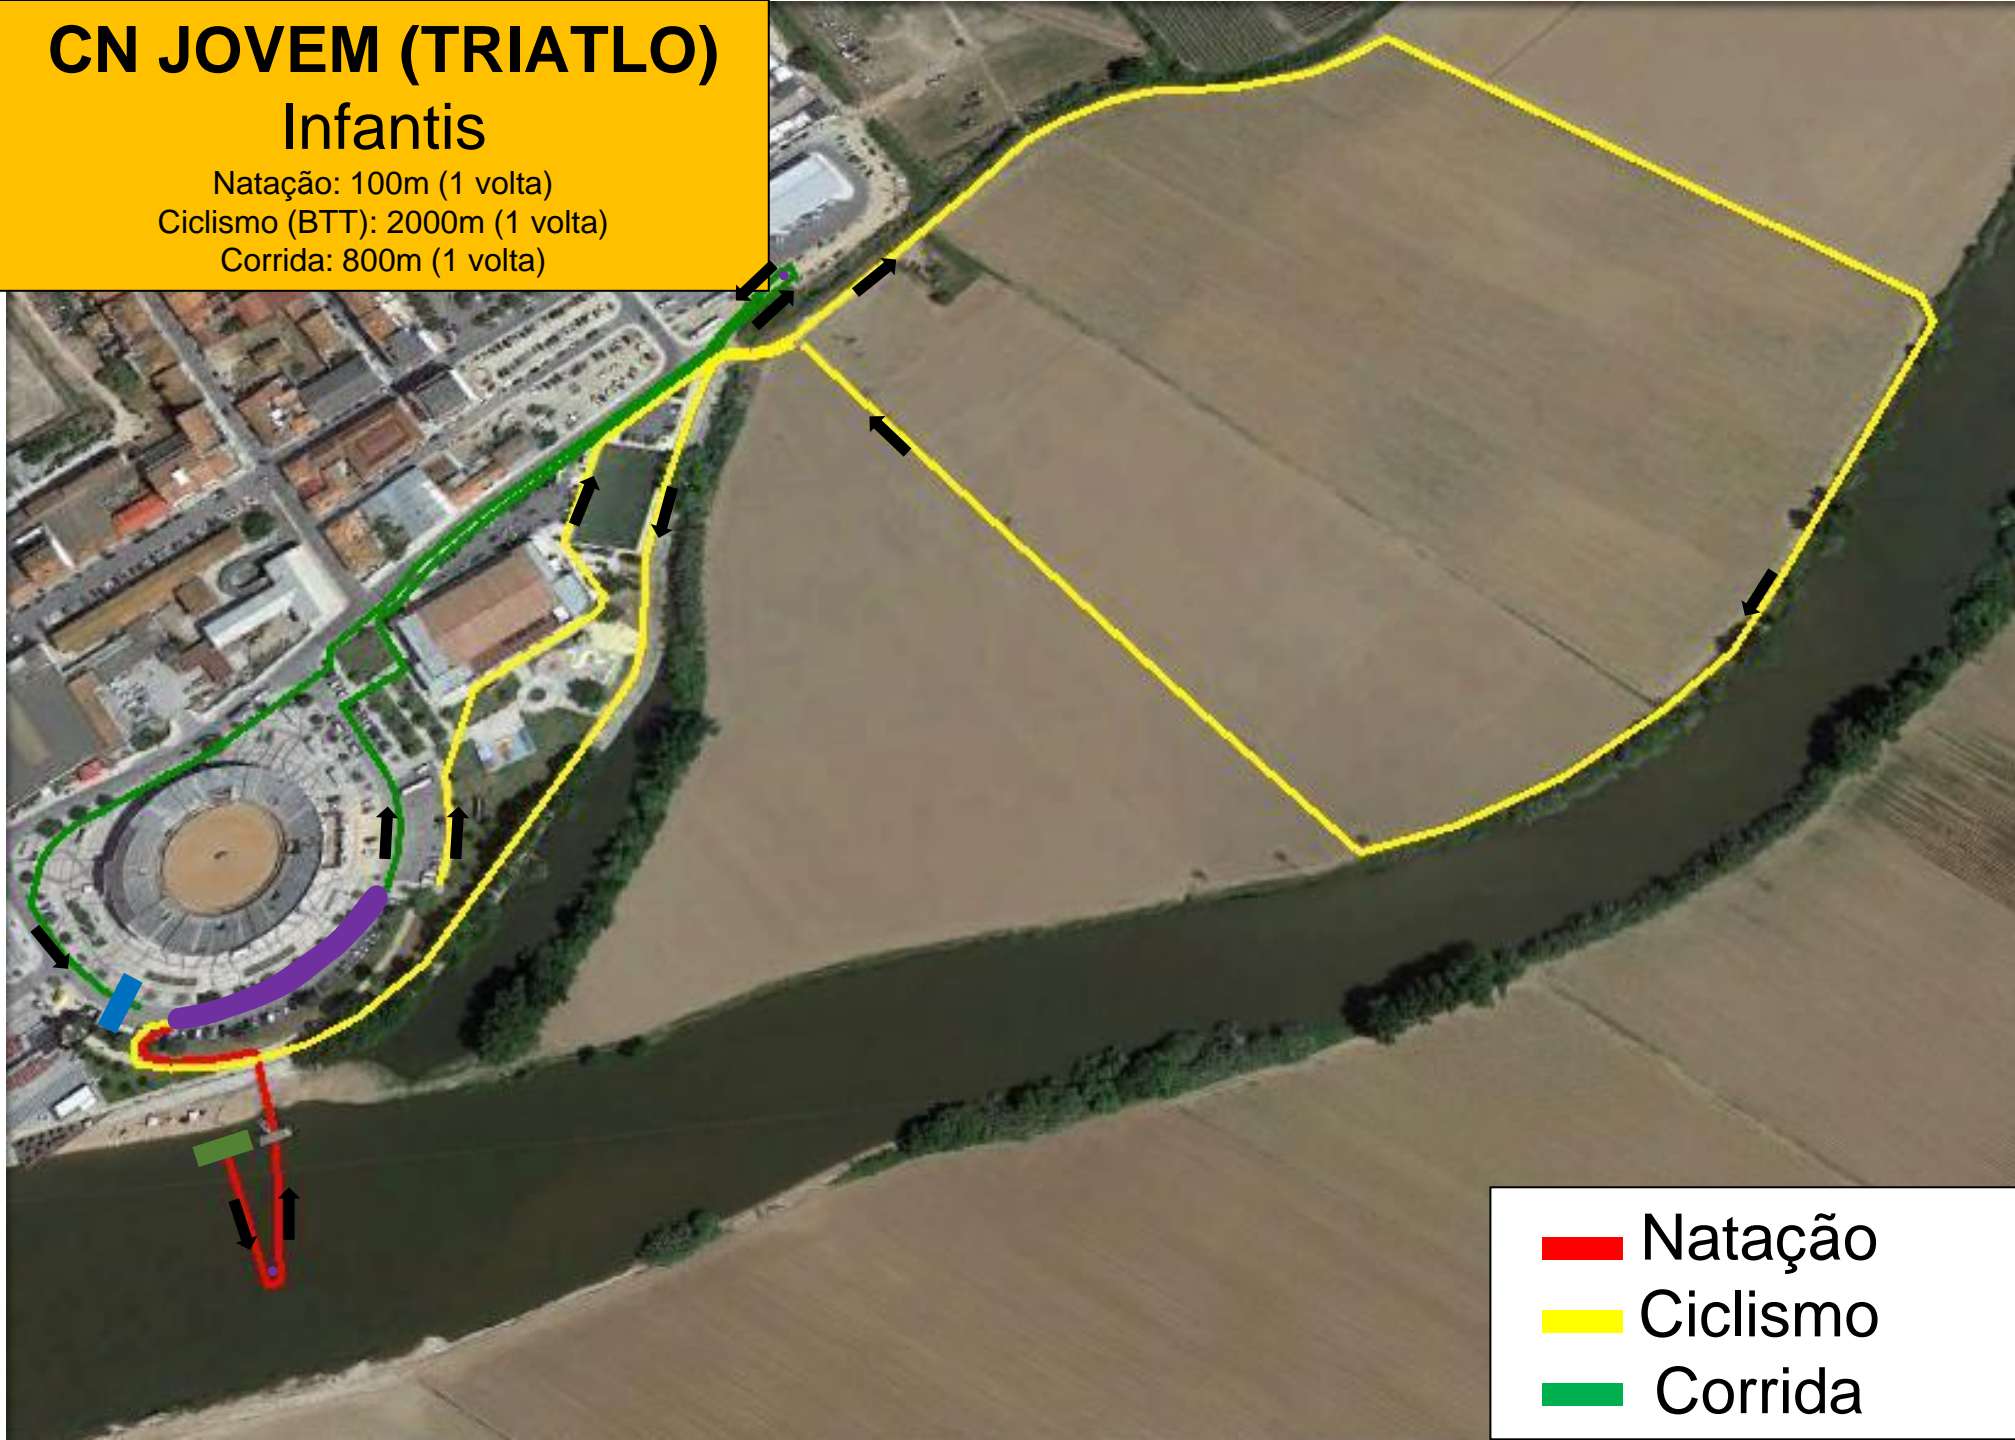 CN JOVEM (TRIATLO)
Infantis
Natação: 100m (1 volta)
Ciclismo (BTT): 2000m (1 volta)
Corrida: 800m (1 volta)
Natação
Ciclismo
Corrida